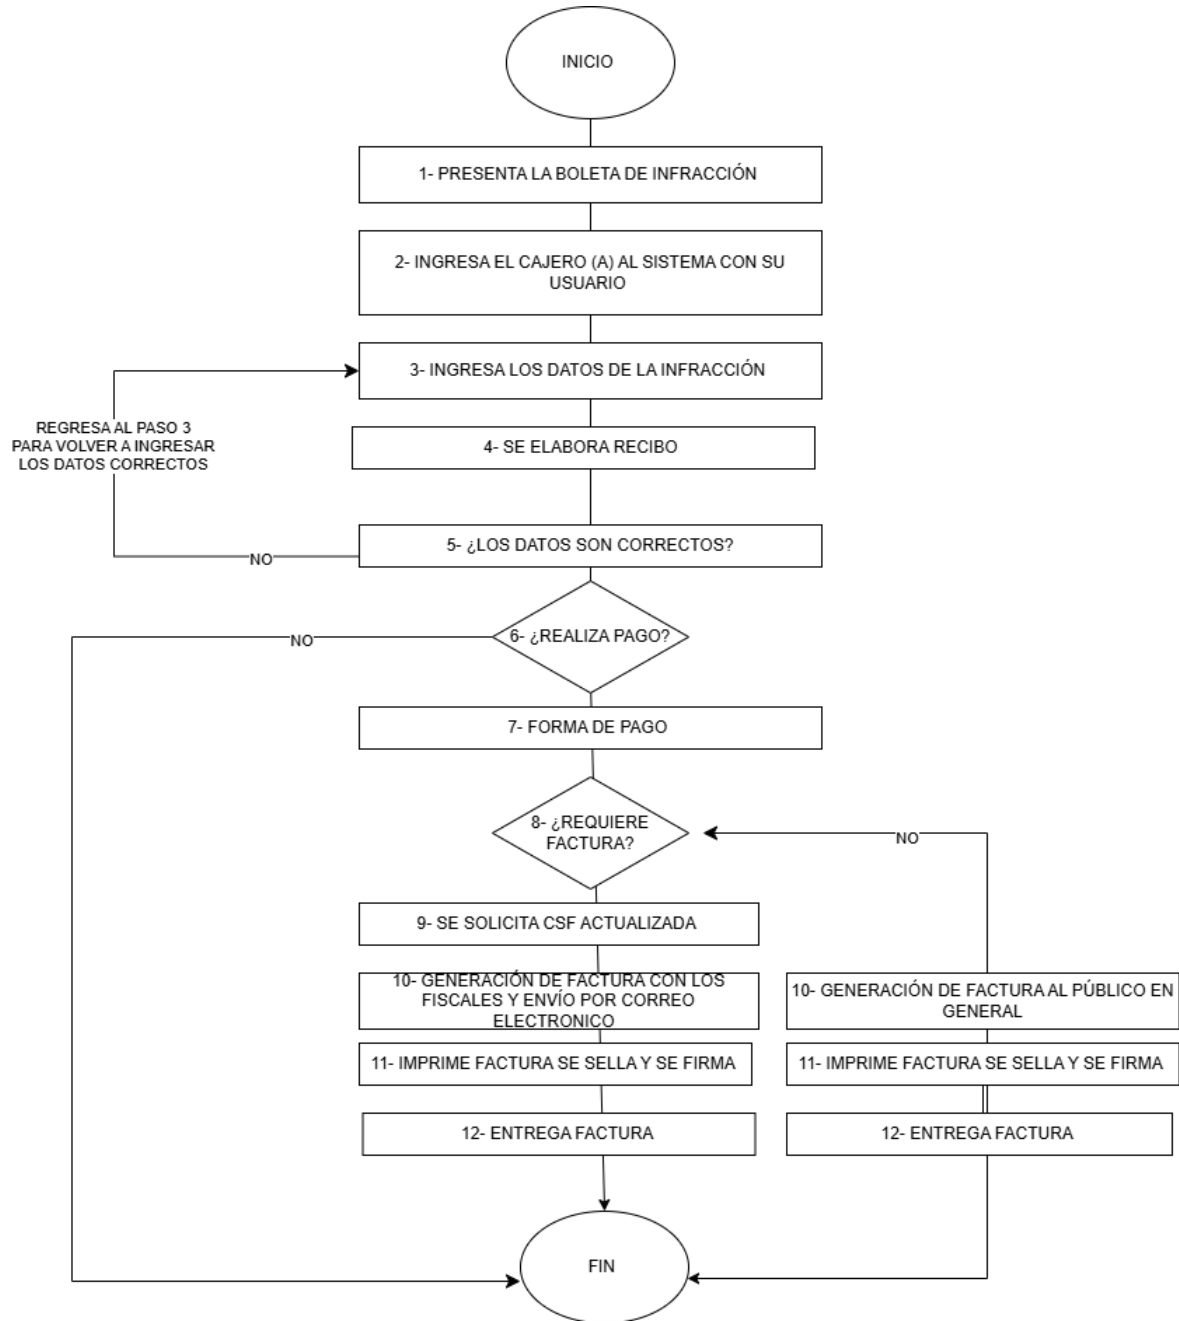 INICIO
1- PRESENTA LA BOLETA DE INFRACCIÓN
2- INGRESA EL CAJERO (A) AL SISTEMA CON SU
USUARIO
3- INGRESA LOS DATOS DE LA INFRACCIÓN
REGRESA AL PASO 3
PARA VOLVER A INGRESAR
LOS DATOS CORRECTOS
4- SE ELABORA RECIBO
5- ¿LOS DATOS SON CORRECTOS?
NO
6- ¿REALIZA PAGO?
NO
7- FORMA DE PAGO
8- ¿REQUIERE
FACTURA?
NO
9- SE SOLICITA CSF ACTUALIZADA
10- GENERACIÓN DE FACTURA CON LOS
FISCALES Y ENVÍO POR CORREO
ELECTRONICO
11- IMPRIME FACTURA SE SELLA Y SE FIRMA
12- ENTREGA FACTURA
10- GENERACIÓN DE FACTURA AL PÚBLICO EN
GENERAL
11- IMPRIME FACTURA SE SELLA Y SE FIRMA
12- ENTREGA FACTURA
FIN